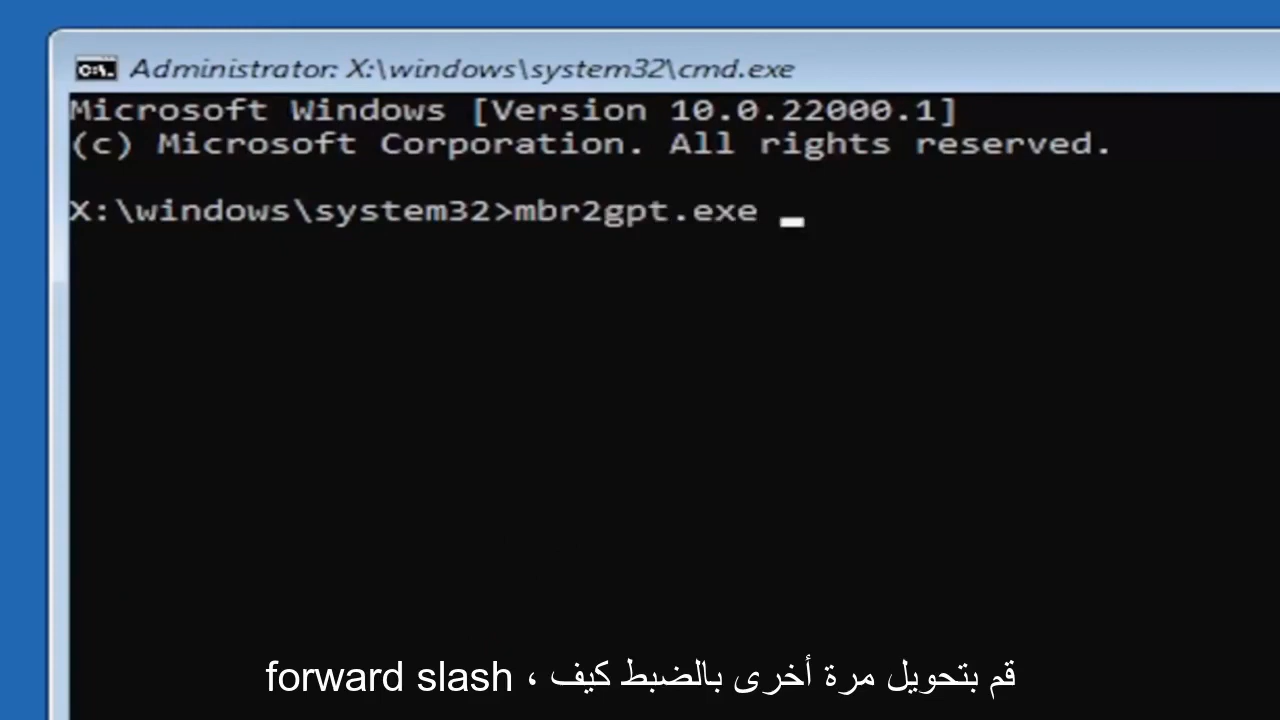 Administrator: X:\windows\system32\cmd.exe
Microsoft Windows [Version 10.0.22000.1]
(c) Microsoft Corporation. All rights reserved.
X:\windows\system32>mbr2gpt.exe
قم بتحويل مرة أخرى بالضبط كيف ، forward slash